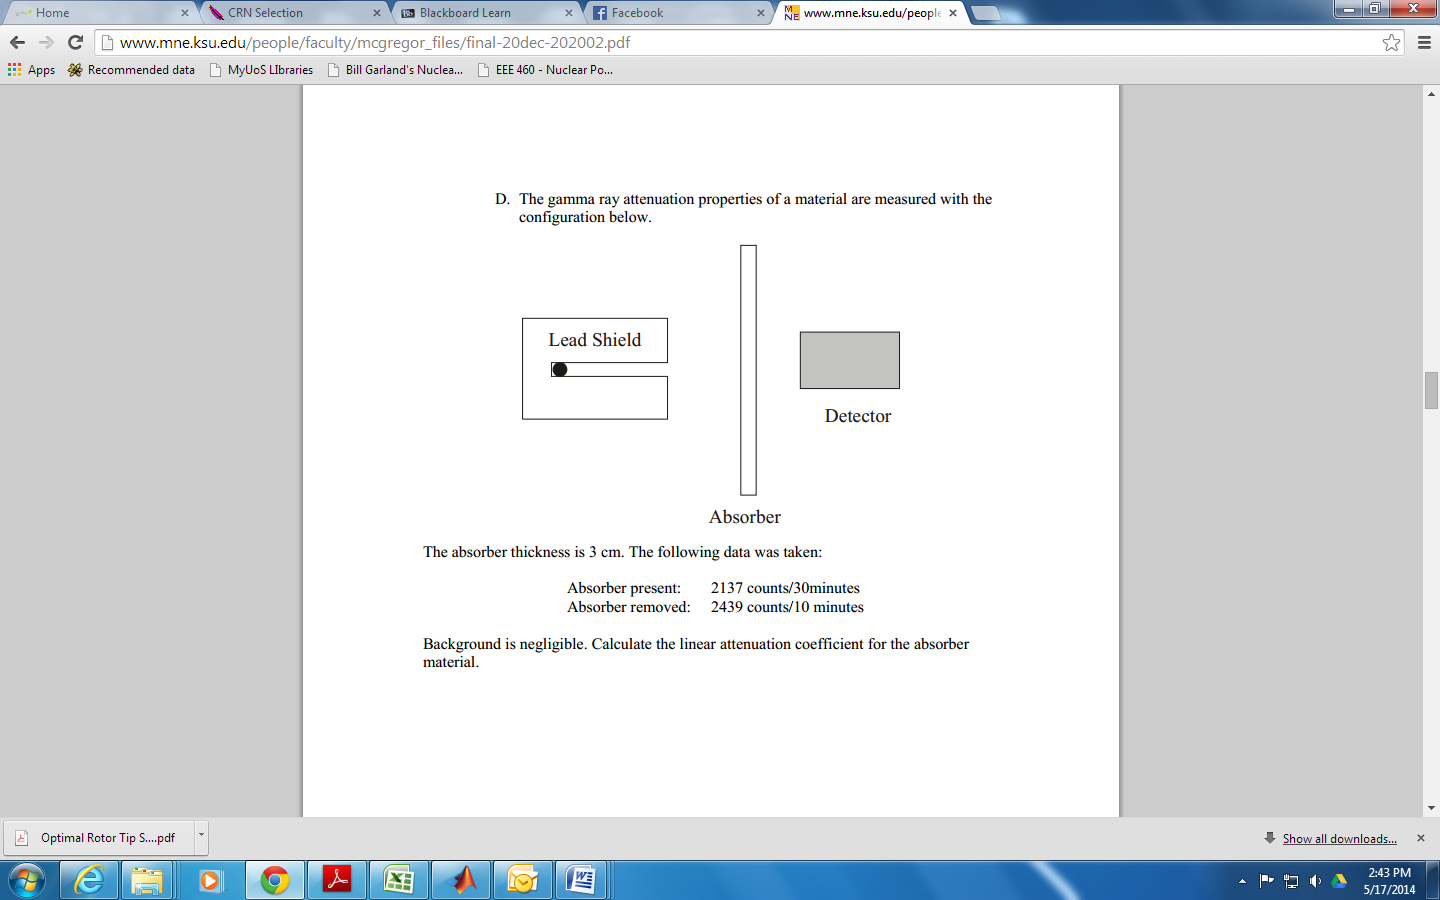 Home
CRN Selection
Bb Blackboard Learn
Facebook
M NE www.mne.ksu.edu/people
www.mne.ksu.edu/people/faculty/mcgregor_files/final-20dec-202002.pdf
Apps Recommended data MyUoS LIbraries Bill Garland's Nuclea... EEE 460 - Nuclear Po...
D. The gamma ray attenuation properties of a material are measured with the
configuration below.
Lead Shield
Detector
Absorber
The absorber thickness is 3 cm. The following data was taken:
Absorber present: 2137 counts/30minutes
Absorber removed: 2439 counts/10 minutes
Background is negligible. Calculate the linear attenuation coefficient for the absorber
material.
Optimal Rotor Tip S....pdf
Show all downloads...
2:43 PM
5/17/2014